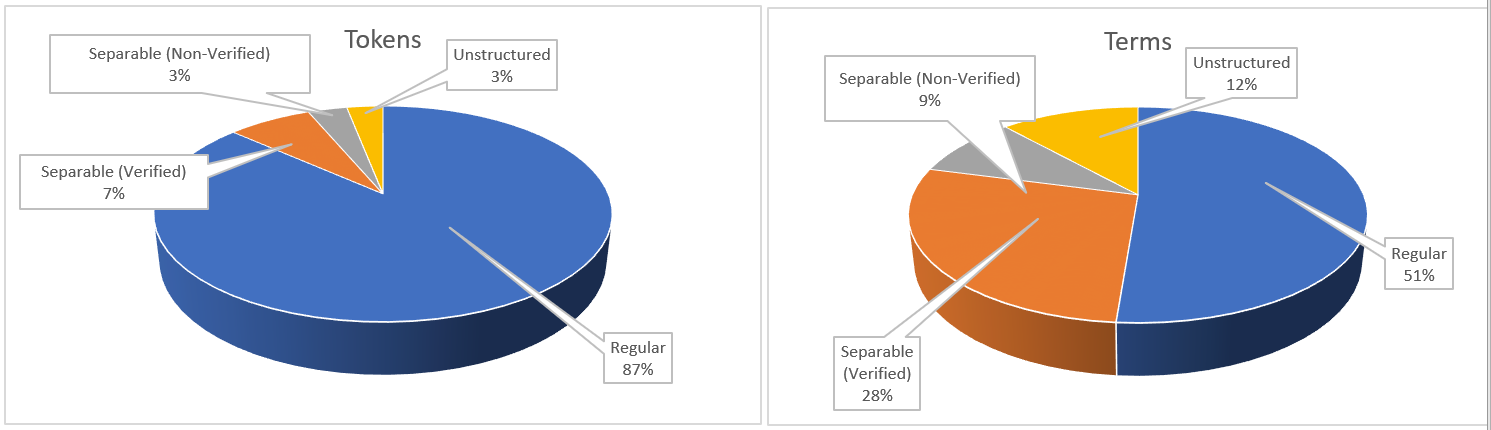 Tokens
Separable (Non-Verified)
3%
Unstructured
3%
Separable (Verified)
7%
Regular
87%
Terms
Unstructured
12%
Separable (Non-Verified)
9%
Regular
51%
Separable
(Verified)
28%